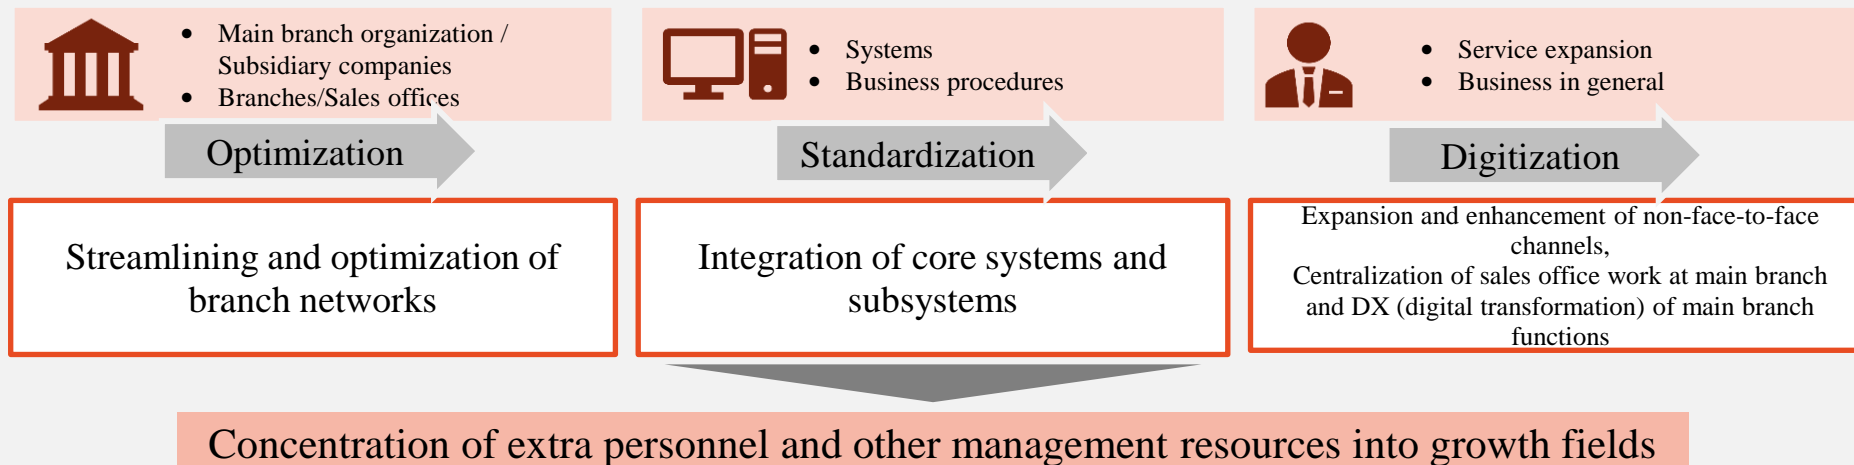 • Main branch organization /
Subsidiary companies
• Branches/Sales offices
Optimization
Streamlining and optimization of
branch networks
• Systems
• Business procedures
Standardization
Integration of core systems and
subsystems
• Service expansion
• Business in general
Digitization
Expansion and enhancement of non-face-to-face
channels,
Centralization of sales office work at main branch
and DX (digital transformation) of main branch
functions
Concentration of extra personnel and other management resources into growth fields